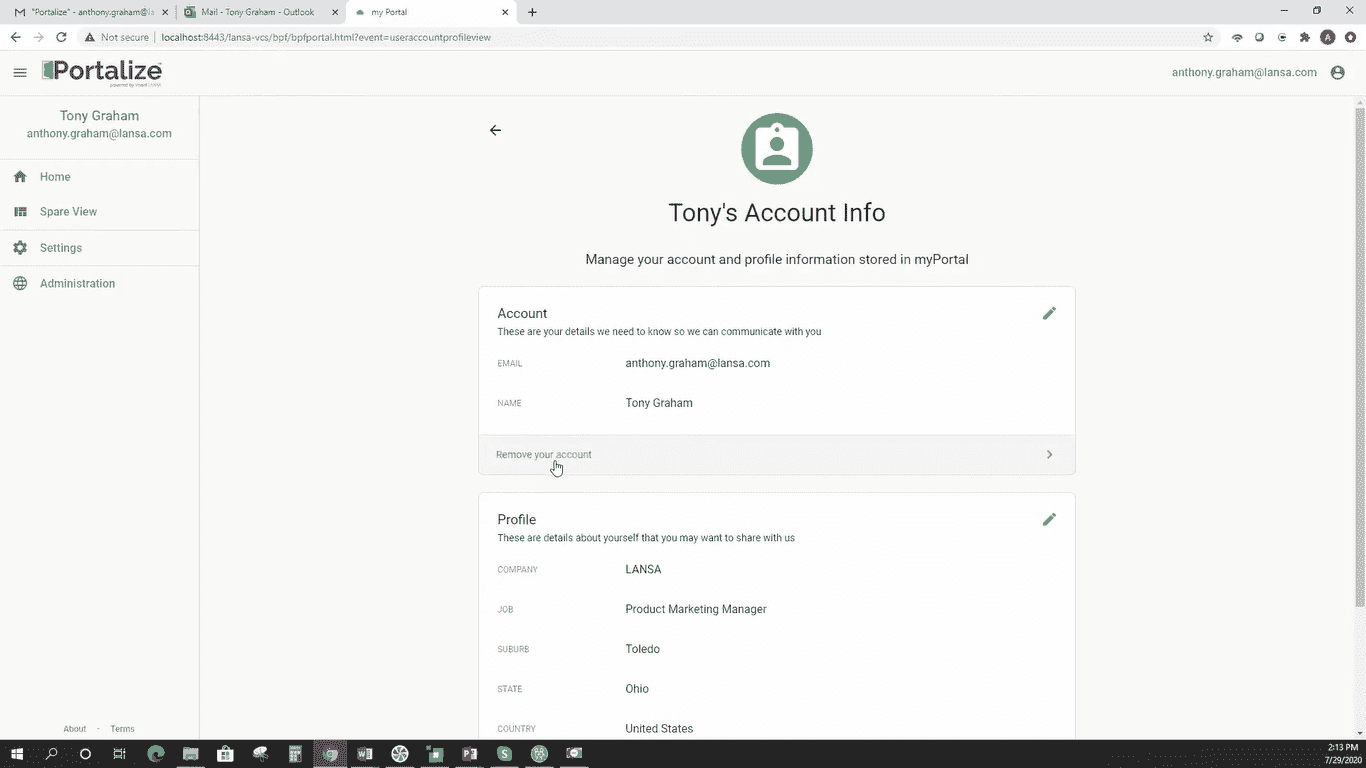 "Portalize" - anthony.graham@la
Mail - Tony Graham - Outlook
my Portal
Not secure
localhost:8443/lansa-vcs/bpf/bpfportal.html?event=useraccountprofileview
A
Portalize
anthony.graham@lansa.com
Tony Graham
anthony.graham@lansa.com
Home
Spare View
Settings
Administration
Tony's Account Info
Manage your account and profile information stored in myPortal
Account
These are your details we need to know so we can communicate with you
EMAIL anthony.graham@lansa.com
NAME Tony Graham
Remove your account
Profile
These are details about yourself that you may want to share with us
COMPANY LANSA
JOB Product Marketing Manager
SUBURB Toledo
STATE Ohio
COUNTRY United States
About - Terms
2:13 PM
7/29/2020